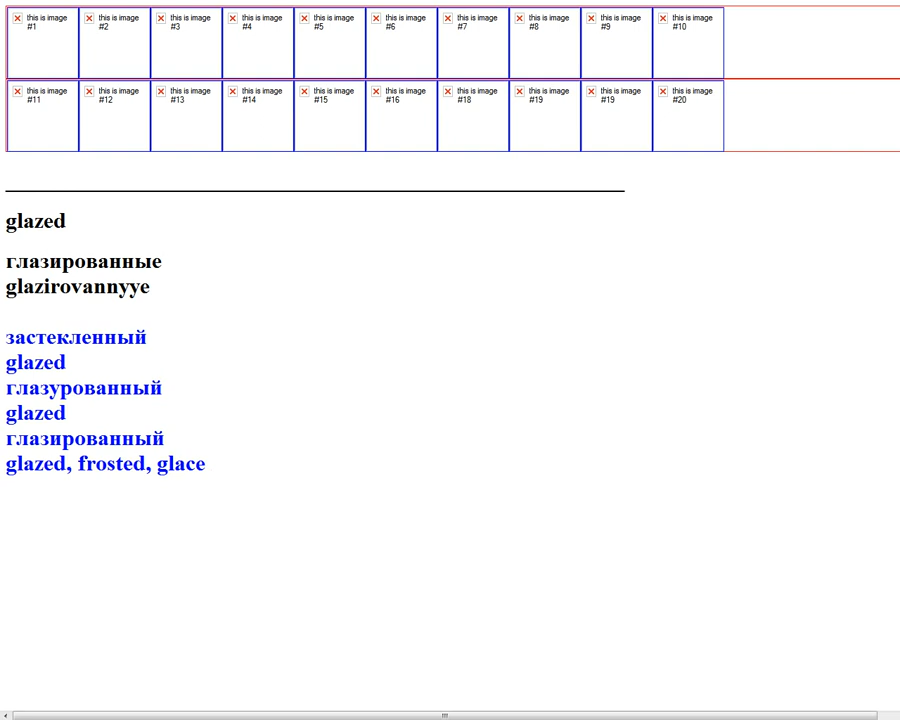 this is image #1 this is image #2 this is image #3 this is image #4 this is image #5 this is image #6 this is image #7 this is image #8 this is image #9 this is image #10
this is image #11 this is image #12 this is image #13 this is image #14 this is image #15 this is image #16 this is image #18 this is image #19 this is image #19 this is image #20
glazed
глазированные
glazirovannyye
застекленный
glazed
глазурованный
glazed
глазированный
glazed, frosted, glace